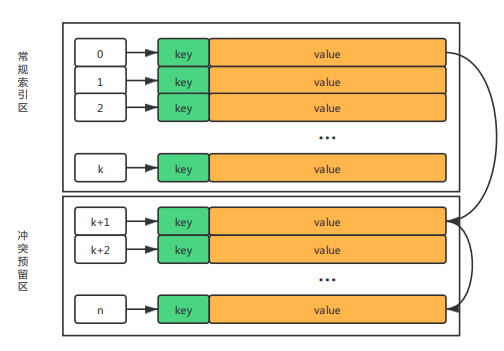 常规索引区
0 key value
1 key value
2 key value
...
k key value
冲突预留区
k+1 key value
k+2 key value
...
n key value